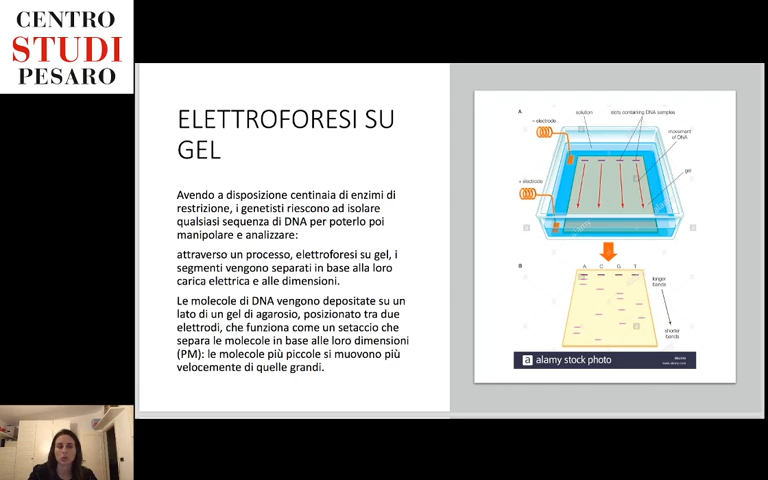 CENTRO
STUDI
PESARO
ELETTROFORESI SU
GEL
Avendo a disposizione centinaia di enzimi di
restrizione, i genetisti riescono ad isolare
qualsiasi sequenza di DNA per poterlo poi
manipolare e analizzare:
attraverso un processo, elettroforesi su gel, i
segmenti vengono separati in base alla loro
carica elettrica e alle dimensioni.
Le molecole di DNA vengono depositate su un
lato di un gel di agarosio, posizionato tra due
elettrodi, che funziona come un setaccio che
separa le molecole in base alle loro dimensioni
(PM): le molecole più piccole si muovono più
velocemente di quelle grandi.
A
solution
slots containing DNA samples
– electrode
movement
of DNA
gel
+ electrode
B
A C G T
longer
bands
shorter
bands
a alamy stock photo